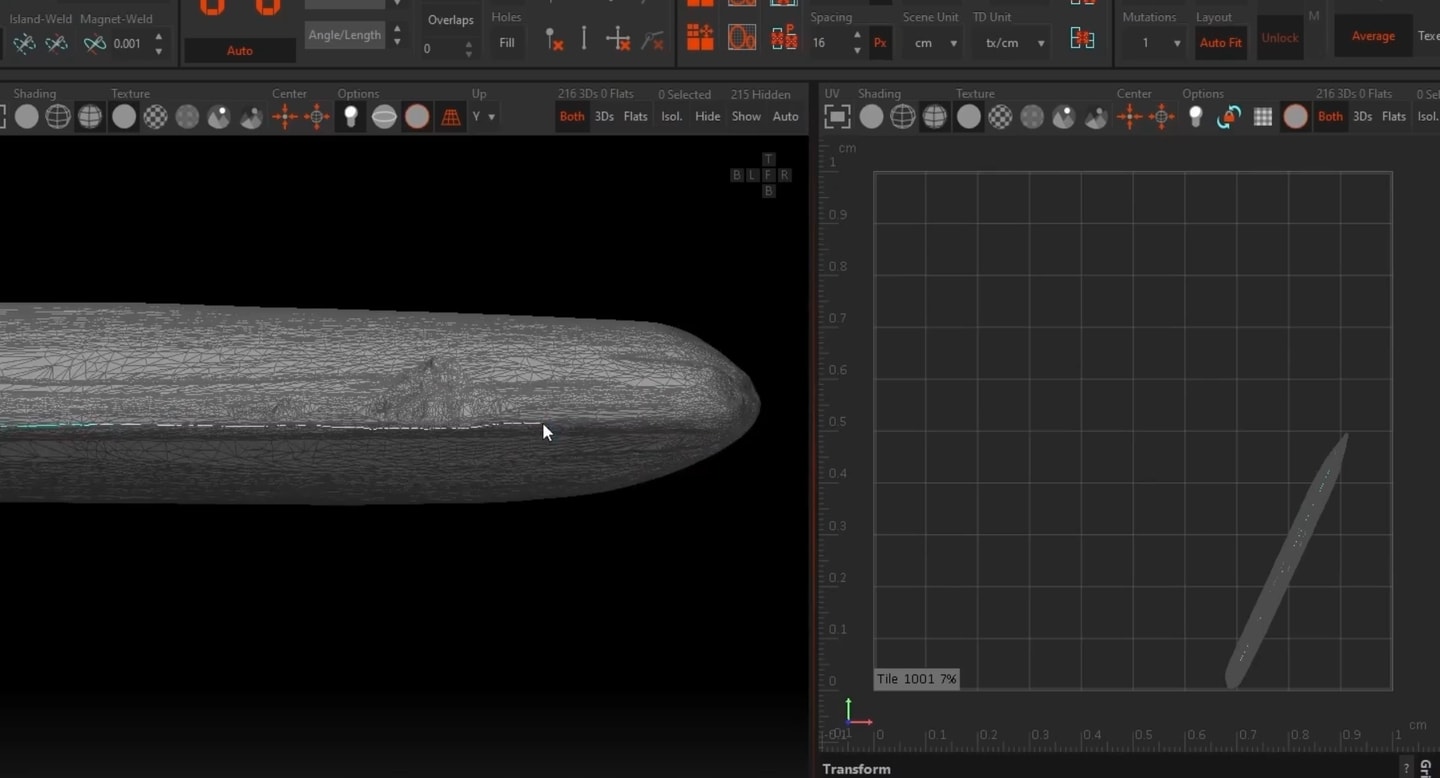 Island-Weld Magnet-Weld
0.001
Auto
Angle/Length
Overlaps
0
Holes
Fill
Spacing
16
Px
Scene Unit
cm
TD Unit
tx/cm
Mutations
1
Layout
Auto Fit
Unlock
M
Average
Texe
Shading Texture Center Options Up
Y
216 3Ds 0 Flats 0 Selected 215 Hidden
Both 3Ds Flats Isol. Hide Show Auto
T
B L F R
B
UV Shading Texture Center Options
216 3Ds 0 Flats 0 Sel
Both 3Ds Flats Isol.
cm
1
0.9
0.8
0.7
0.6
0.5
0.4
0.3
0.2
0.1
0
Tile 1001 7%
-0.1
cm
0 0.1 0.2 0.3 0.4 0.5 0.6 0.7 0.8 0.9 1
Transform
?
Gri